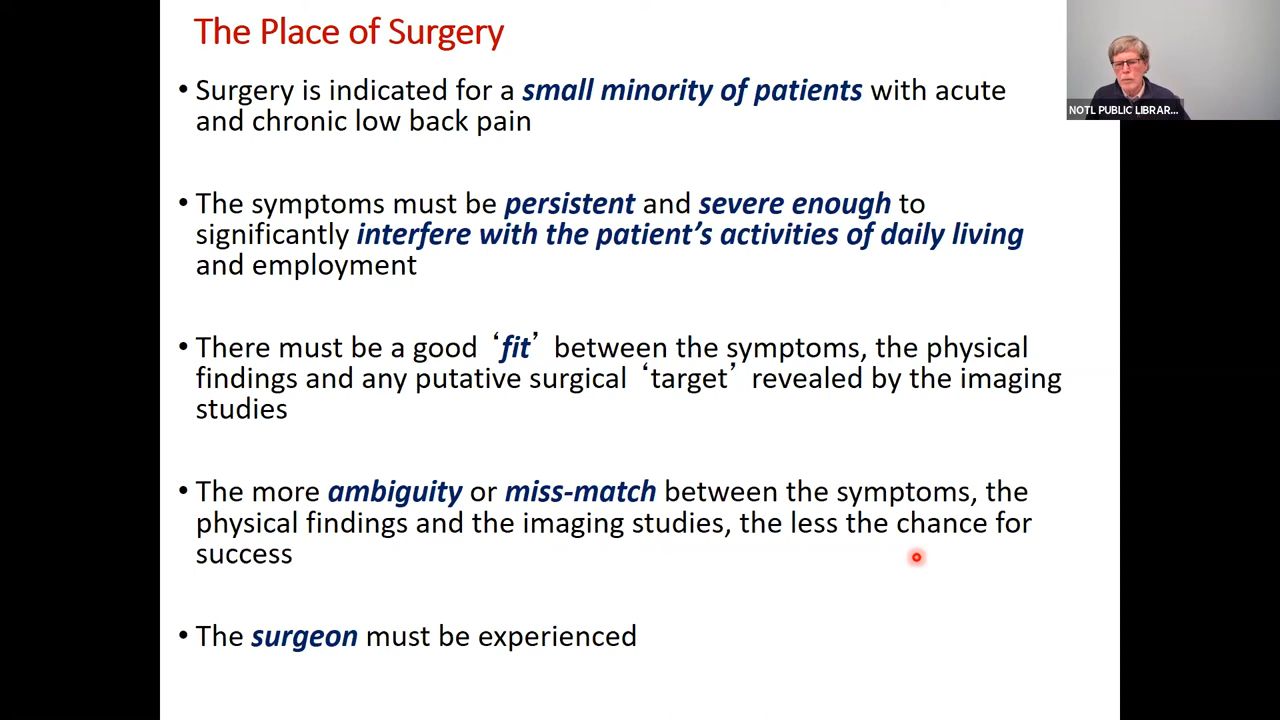 The Place of Surgery
• Surgery is indicated for a small minority of patients with acute
and chronic low back pain
• The symptoms must be persistent and severe enough to
significantly interfere with the patient’s activities of daily living
and employment
• There must be a good ‘fit’ between the symptoms, the physical
findings and any putative surgical ‘target’ revealed by the imaging
studies
• The more ambiguity or miss-match between the symptoms, the
physical findings and the imaging studies, the less the chance for
success
• The surgeon must be experienced
NOTL PUBLIC LIBRAR...